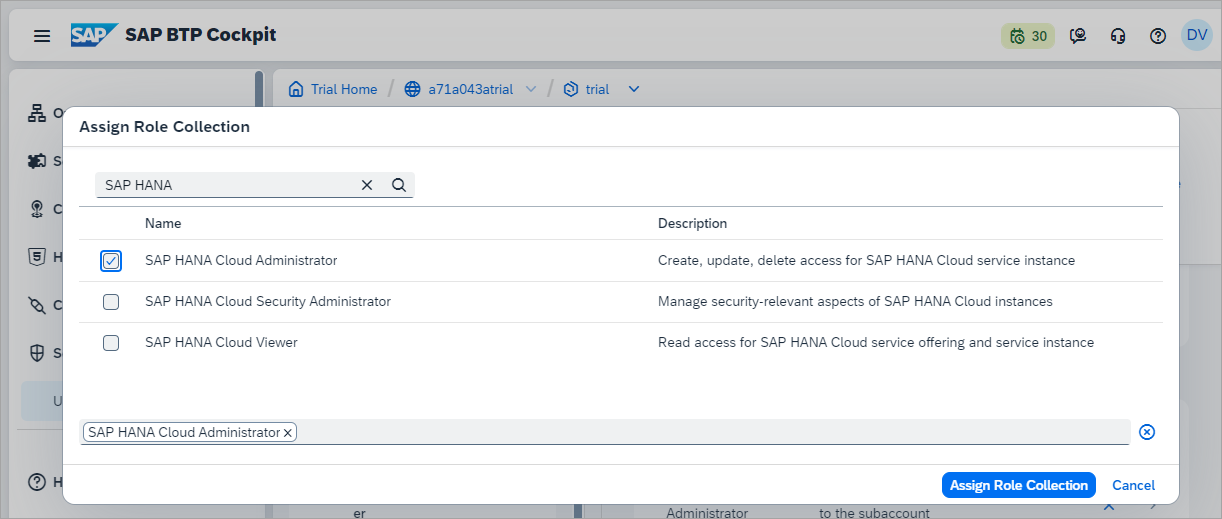 SAP SAP BTP Cockpit 30 DV
Trial Home / a71a043atrial / trial
Assign Role Collection
SAP HANA
Name Description
SAP HANA Cloud Administrator Create, update, delete access for SAP HANA Cloud service instance
SAP HANA Cloud Security Administrator Manage security-relevant aspects of SAP HANA Cloud instances
SAP HANA Cloud Viewer Read access for SAP HANA Cloud service offering and service instance
SAP HANA Cloud Administrator
Assign Role Collection Cancel
er Administrator to the subaccount